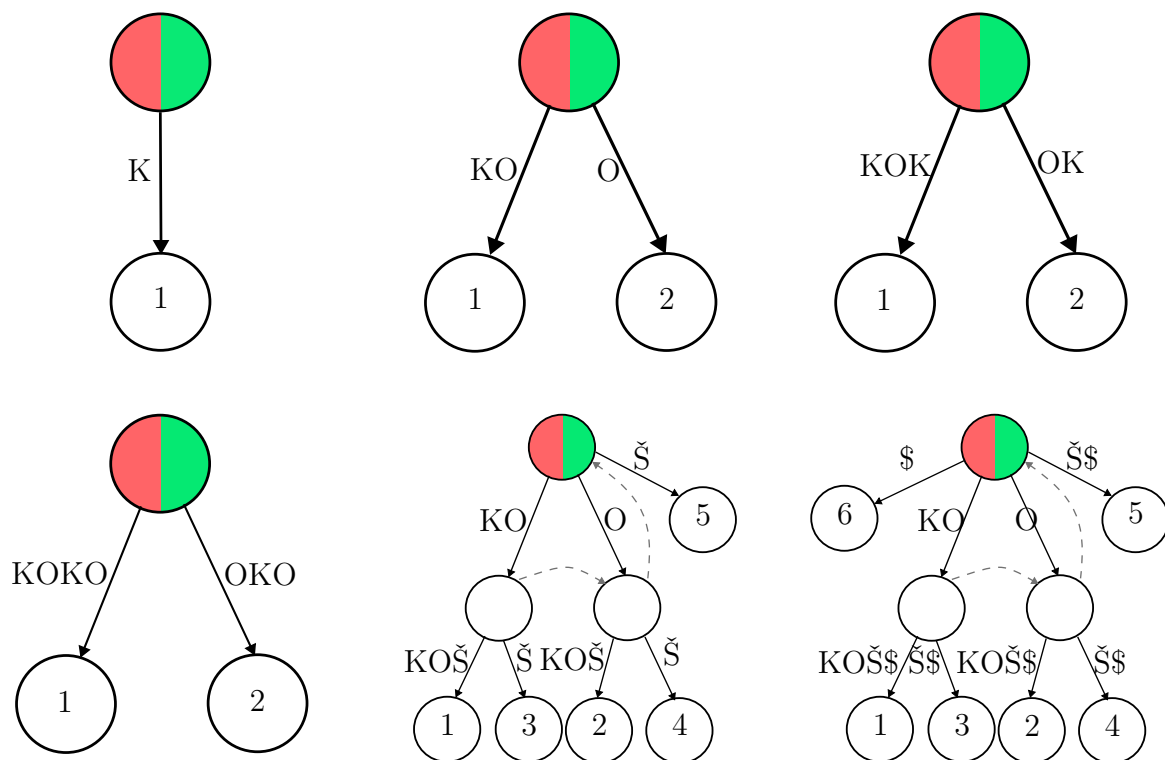 K
1
KO O
1 2
KOK OK
1 2
KOKO OKO
1 2
Š
5
KO O
KOŠ Š KOŠ Š
1 3 2 4
$ Š$
6 5
KO O
KOŠ$ Š$ KOŠ$ Š$
1 3 2 4